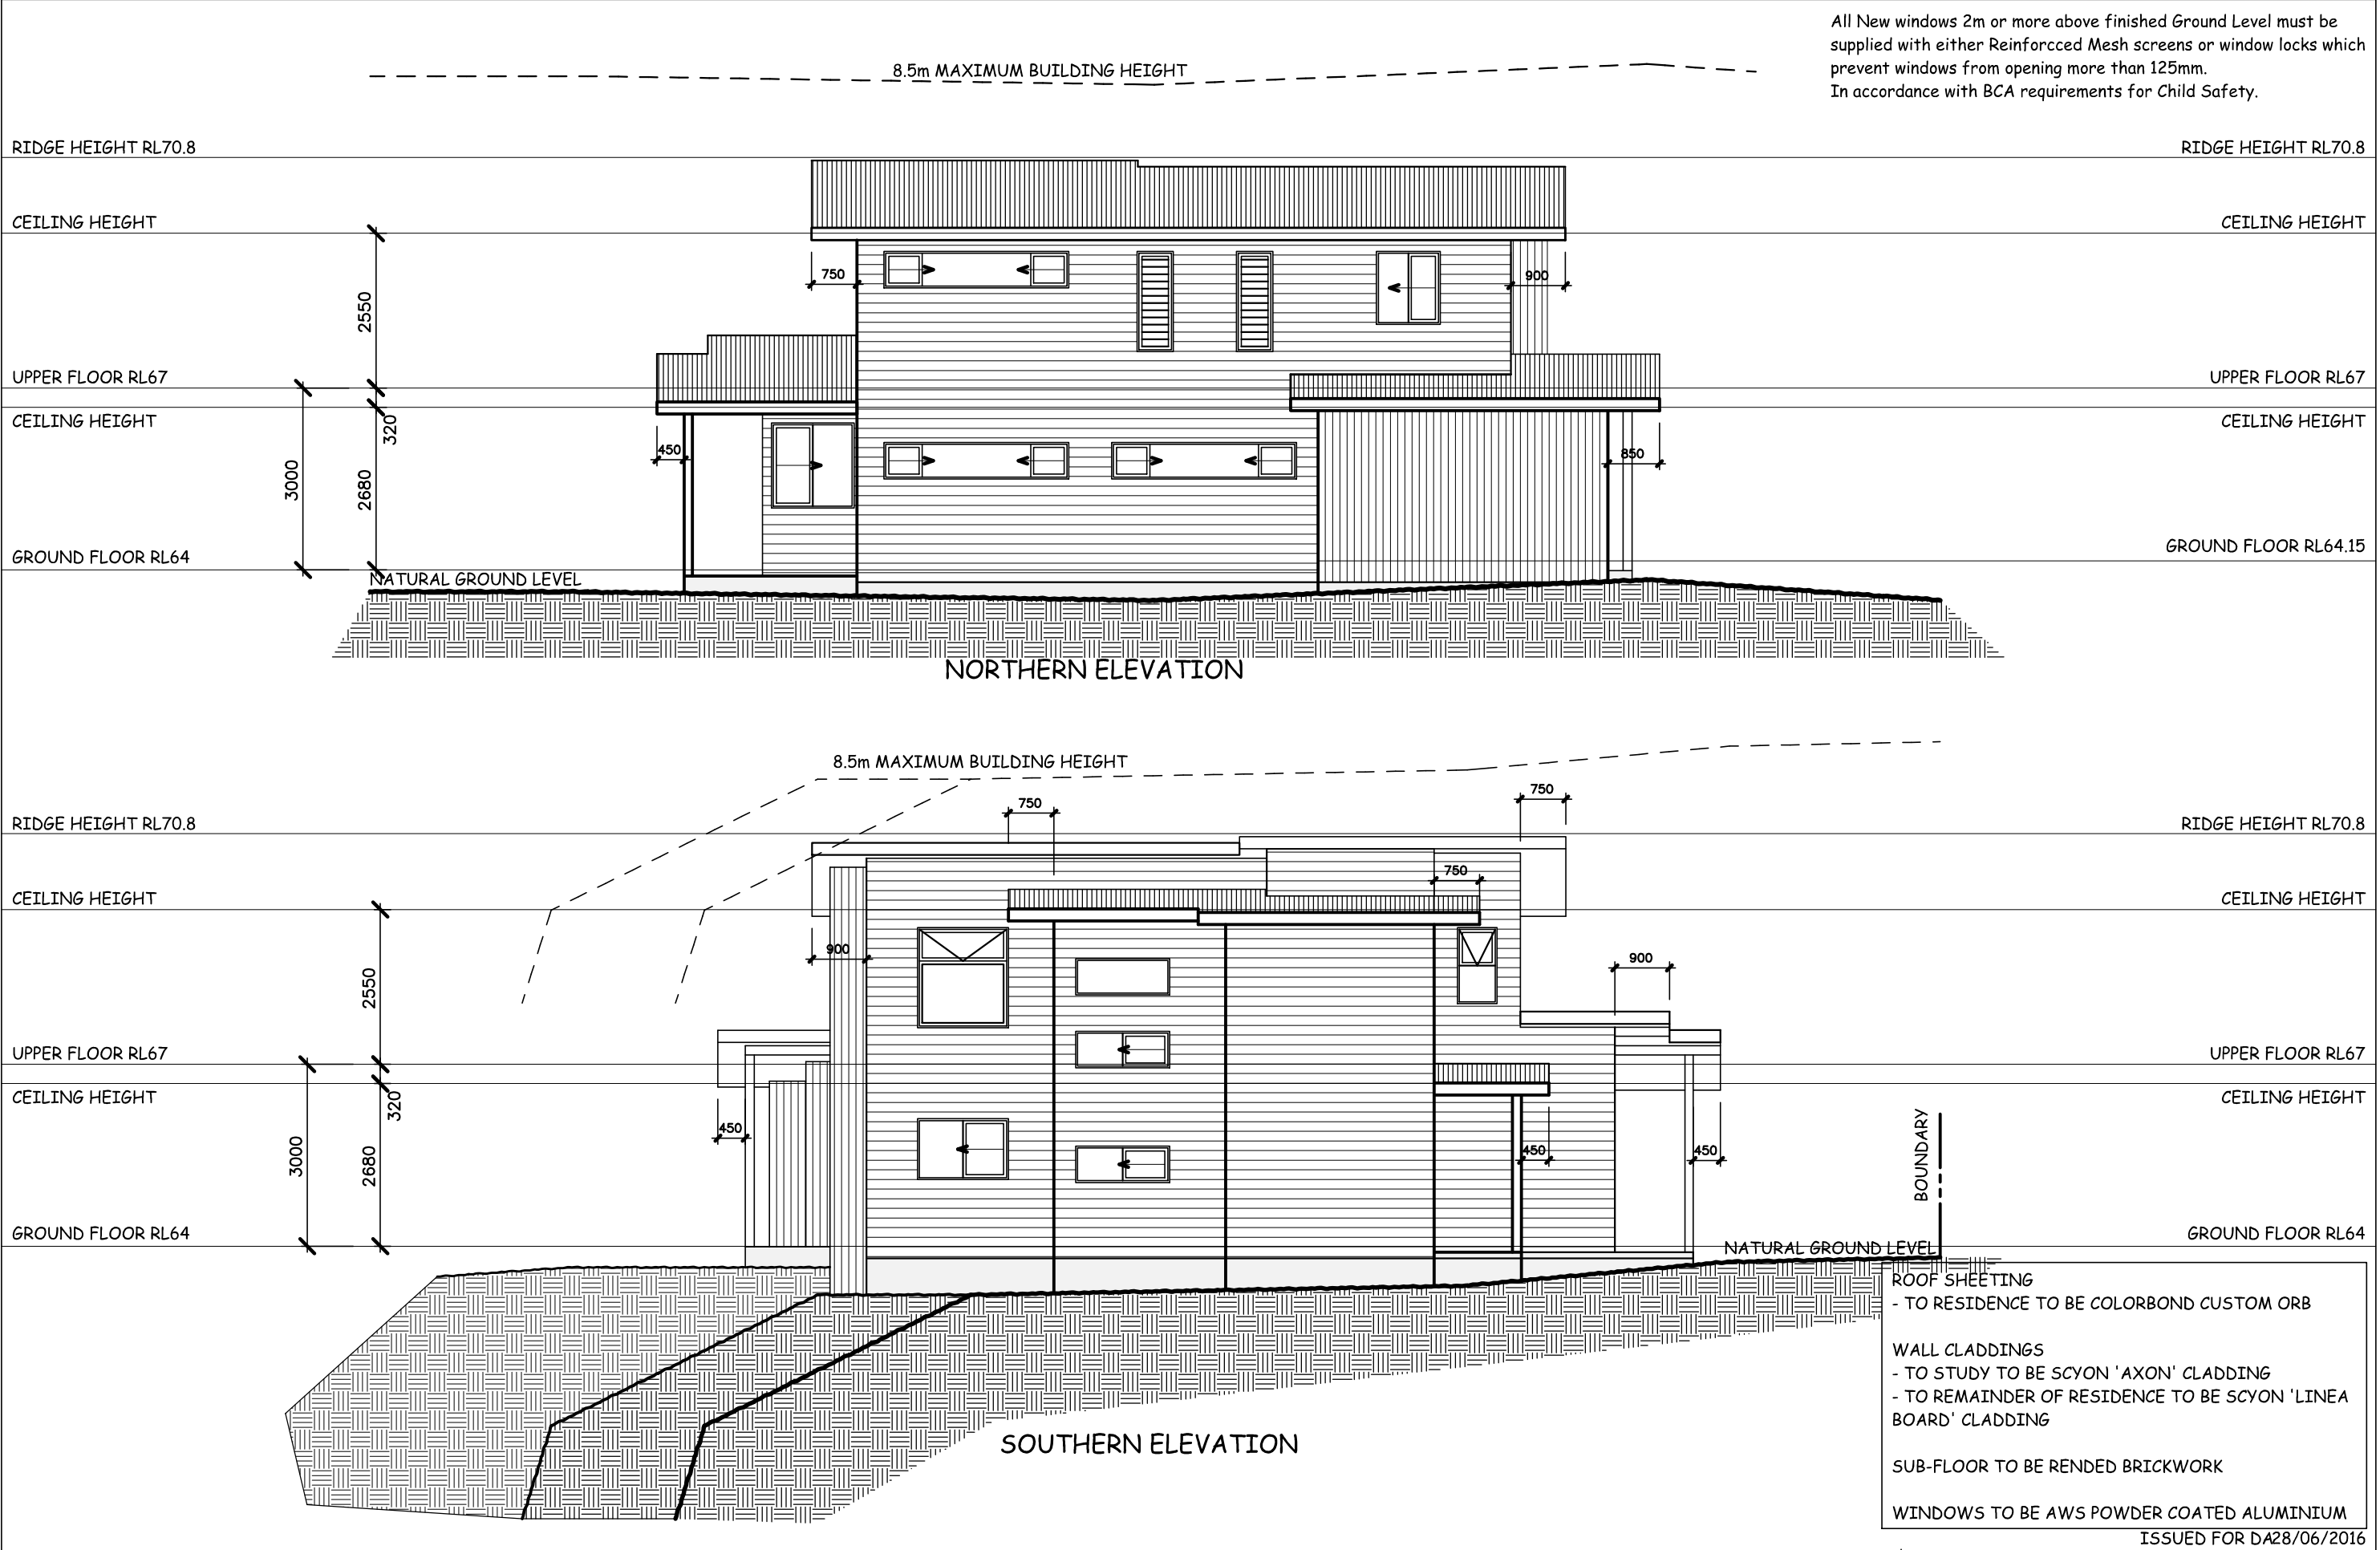 All New windows 2m or more above finished Ground Level must be
supplied with either Reinforcced Mesh screens or window locks which
prevent windows from opening more than 125mm.
In accordance with BCA requirements for Child Safety.
8.5m MAXIMUM BUILDING HEIGHT
RIDGE HEIGHT RL70.8
RIDGE HEIGHT RL70.8
CEILING HEIGHT
CEILING HEIGHT
750
900
2550
UPPER FLOOR RL67
UPPER FLOOR RL67
CEILING HEIGHT
320
CEILING HEIGHT
450
850
3000
2680
GROUND FLOOR RL64
GROUND FLOOR RL64.15
NATURAL GROUND LEVEL
NORTHERN ELEVATION
8.5m MAXIMUM BUILDING HEIGHT
750
750
RIDGE HEIGHT RL70.8
RIDGE HEIGHT RL70.8
750
CEILING HEIGHT
CEILING HEIGHT
900
900
2550
UPPER FLOOR RL67
UPPER FLOOR RL67
CEILING HEIGHT
320
CEILING HEIGHT
450
450
450
3000
2680
BOUNDARY
GROUND FLOOR RL64
GROUND FLOOR RL64
NATURAL GROUND LEVEL
ROOF SHEETING
- TO RESIDENCE TO BE COLORBOND CUSTOM ORB
WALL CLADDINGS
- TO STUDY TO BE SCYON 'AXON' CLADDING
- TO REMAINDER OF RESIDENCE TO BE SCYON 'LINEA
BOARD' CLADDING
SUB-FLOOR TO BE RENDED BRICKWORK
WINDOWS TO BE AWS POWDER COATED ALUMINIUM
SOUTHERN ELEVATION
ISSUED FOR DA28/06/2016